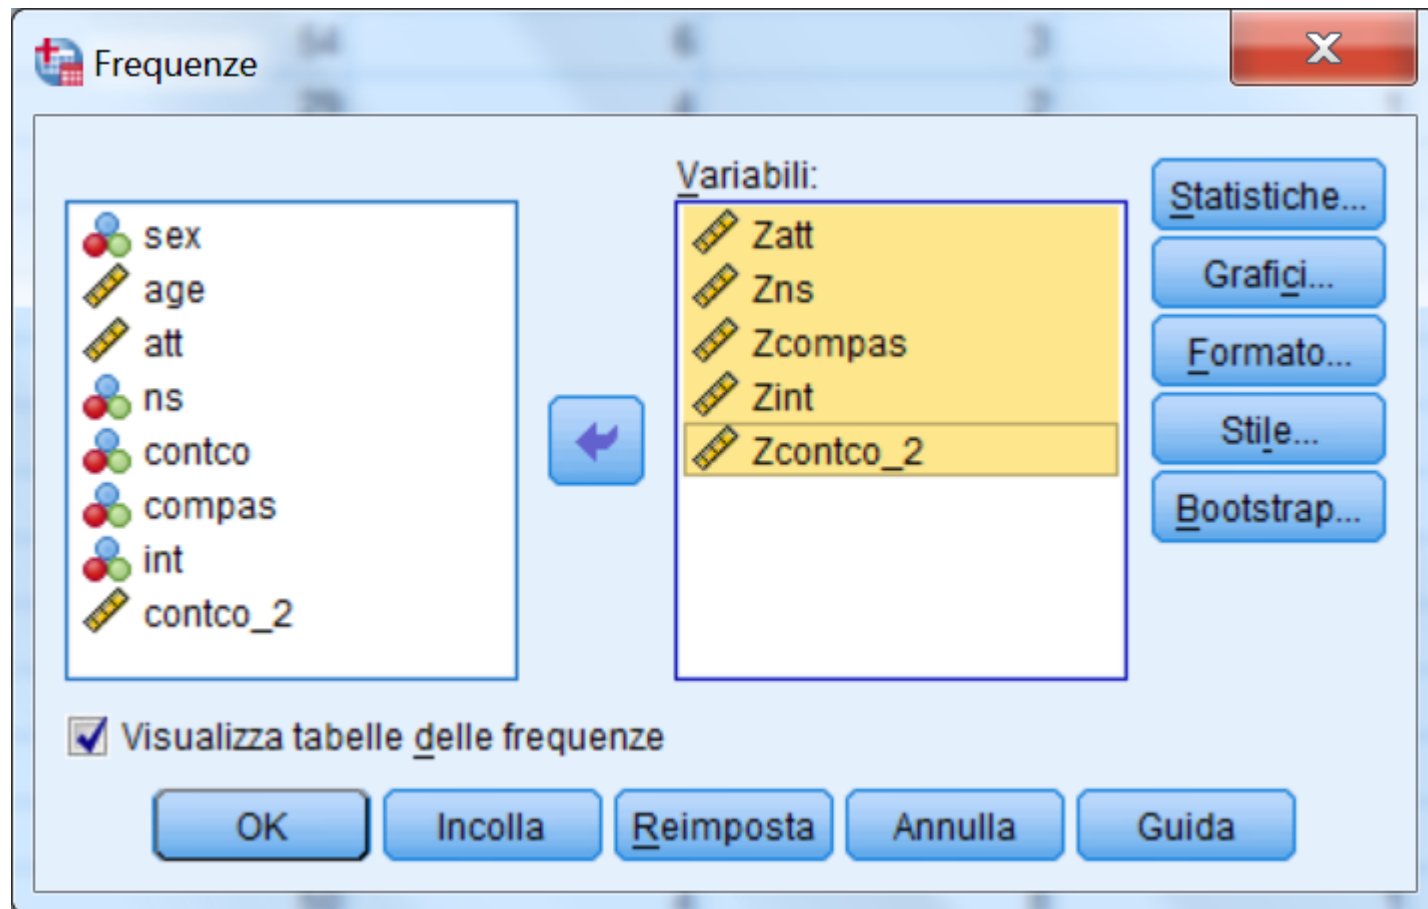 Frequenze
sex
age
att
ns
contco
compas
int
contco_2
Variabili:
Zatt
Zns
Zcompas
Zint
Zcontco_2
Statistiche...
Grafici...
Formato...
Stile...
Bootstrap...
Visualizza tabelle delle frequenze
OK
Incolla
Reimposta
Annulla
Guida